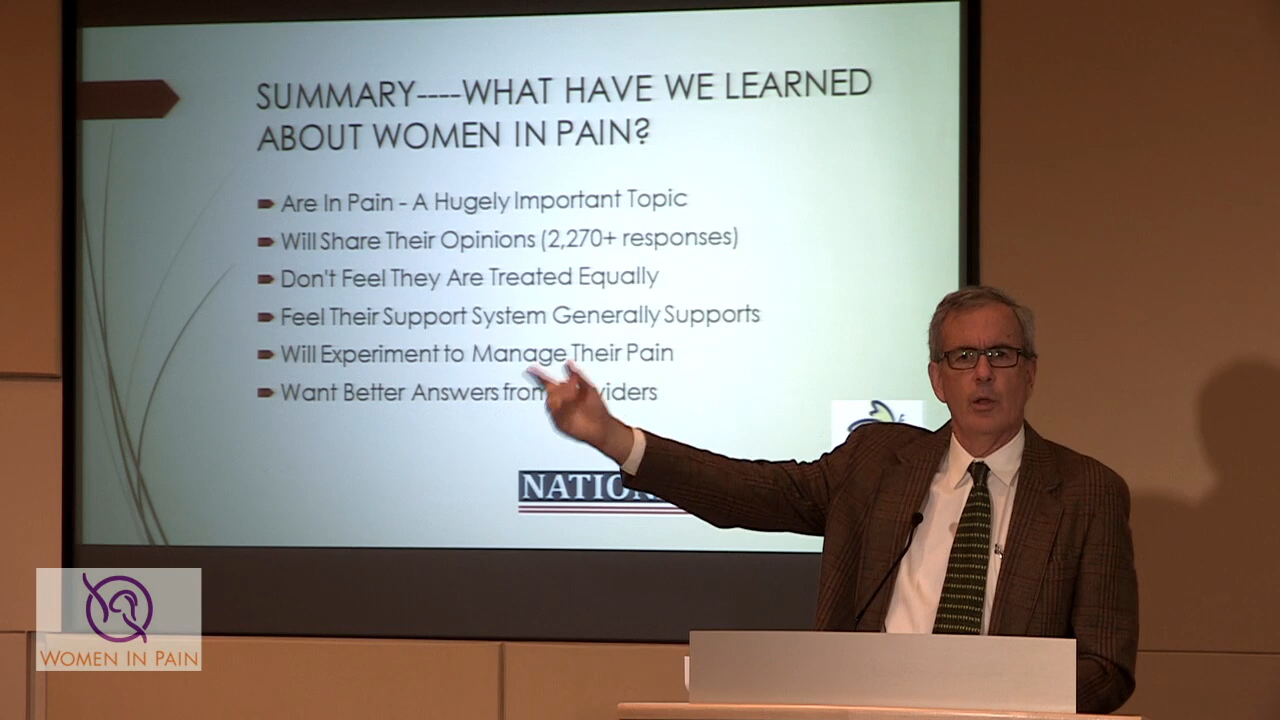 SUMMARY----WHAT HAVE WE LEARNED
ABOUT WOMEN IN PAIN?
Are In Pain - A Hugely Important Topic
Will Share Their Opinions (2,270+ responses)
Don't Feel They Are Treated Equally
Feel Their Support System Generally Supports
Will Experiment to Manage Their Pain
Want Better Answers from
WOMEN IN PAIN